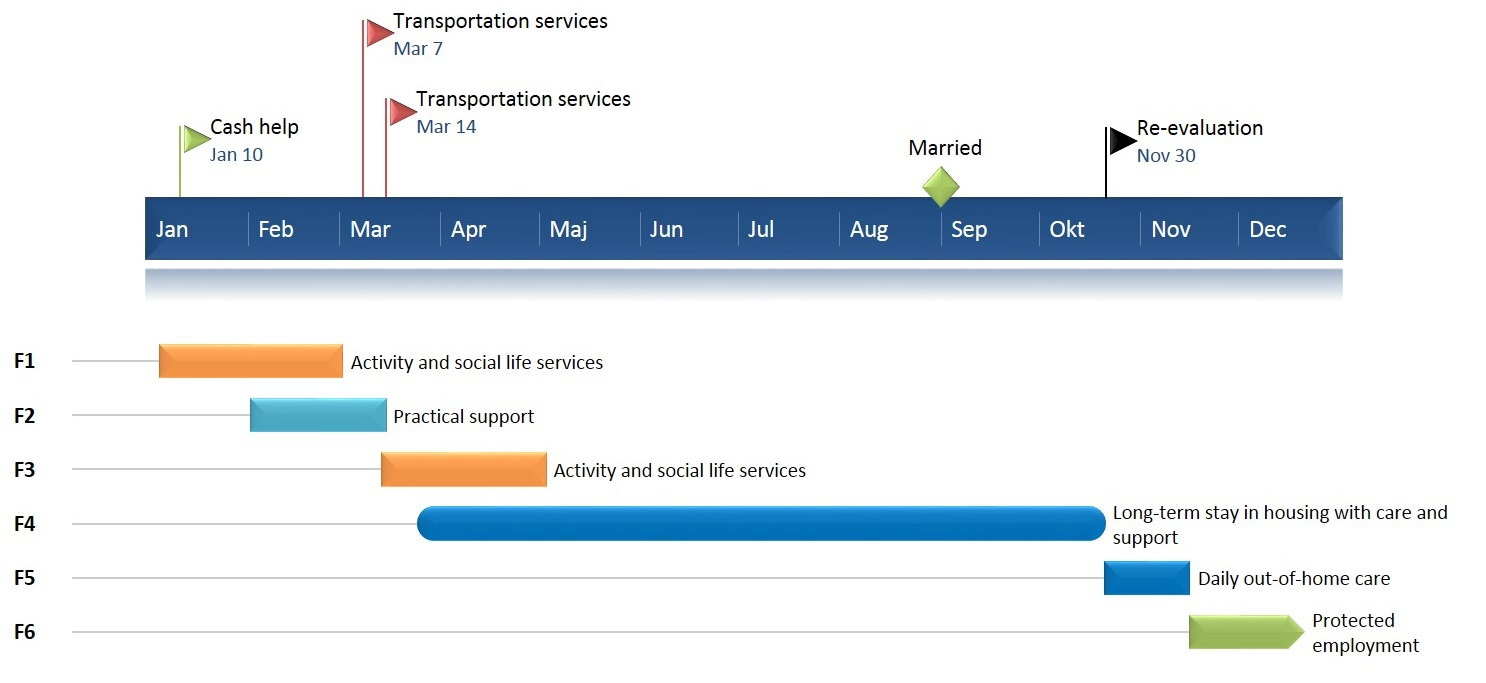 Transportation services
Mar 7
Transportation services
Mar 14
Cash help
Jan 10
Married
Re-evaluation
Nov 30
Jan Feb Mar Apr Maj Jun Jul Aug Sep Okt Nov Dec
F1 Activity and social life services
F2 Practical support
F3 Activity and social life services
F4 Long-term stay in housing with care and
support
F5 Daily out-of-home care
F6 Protected
employment